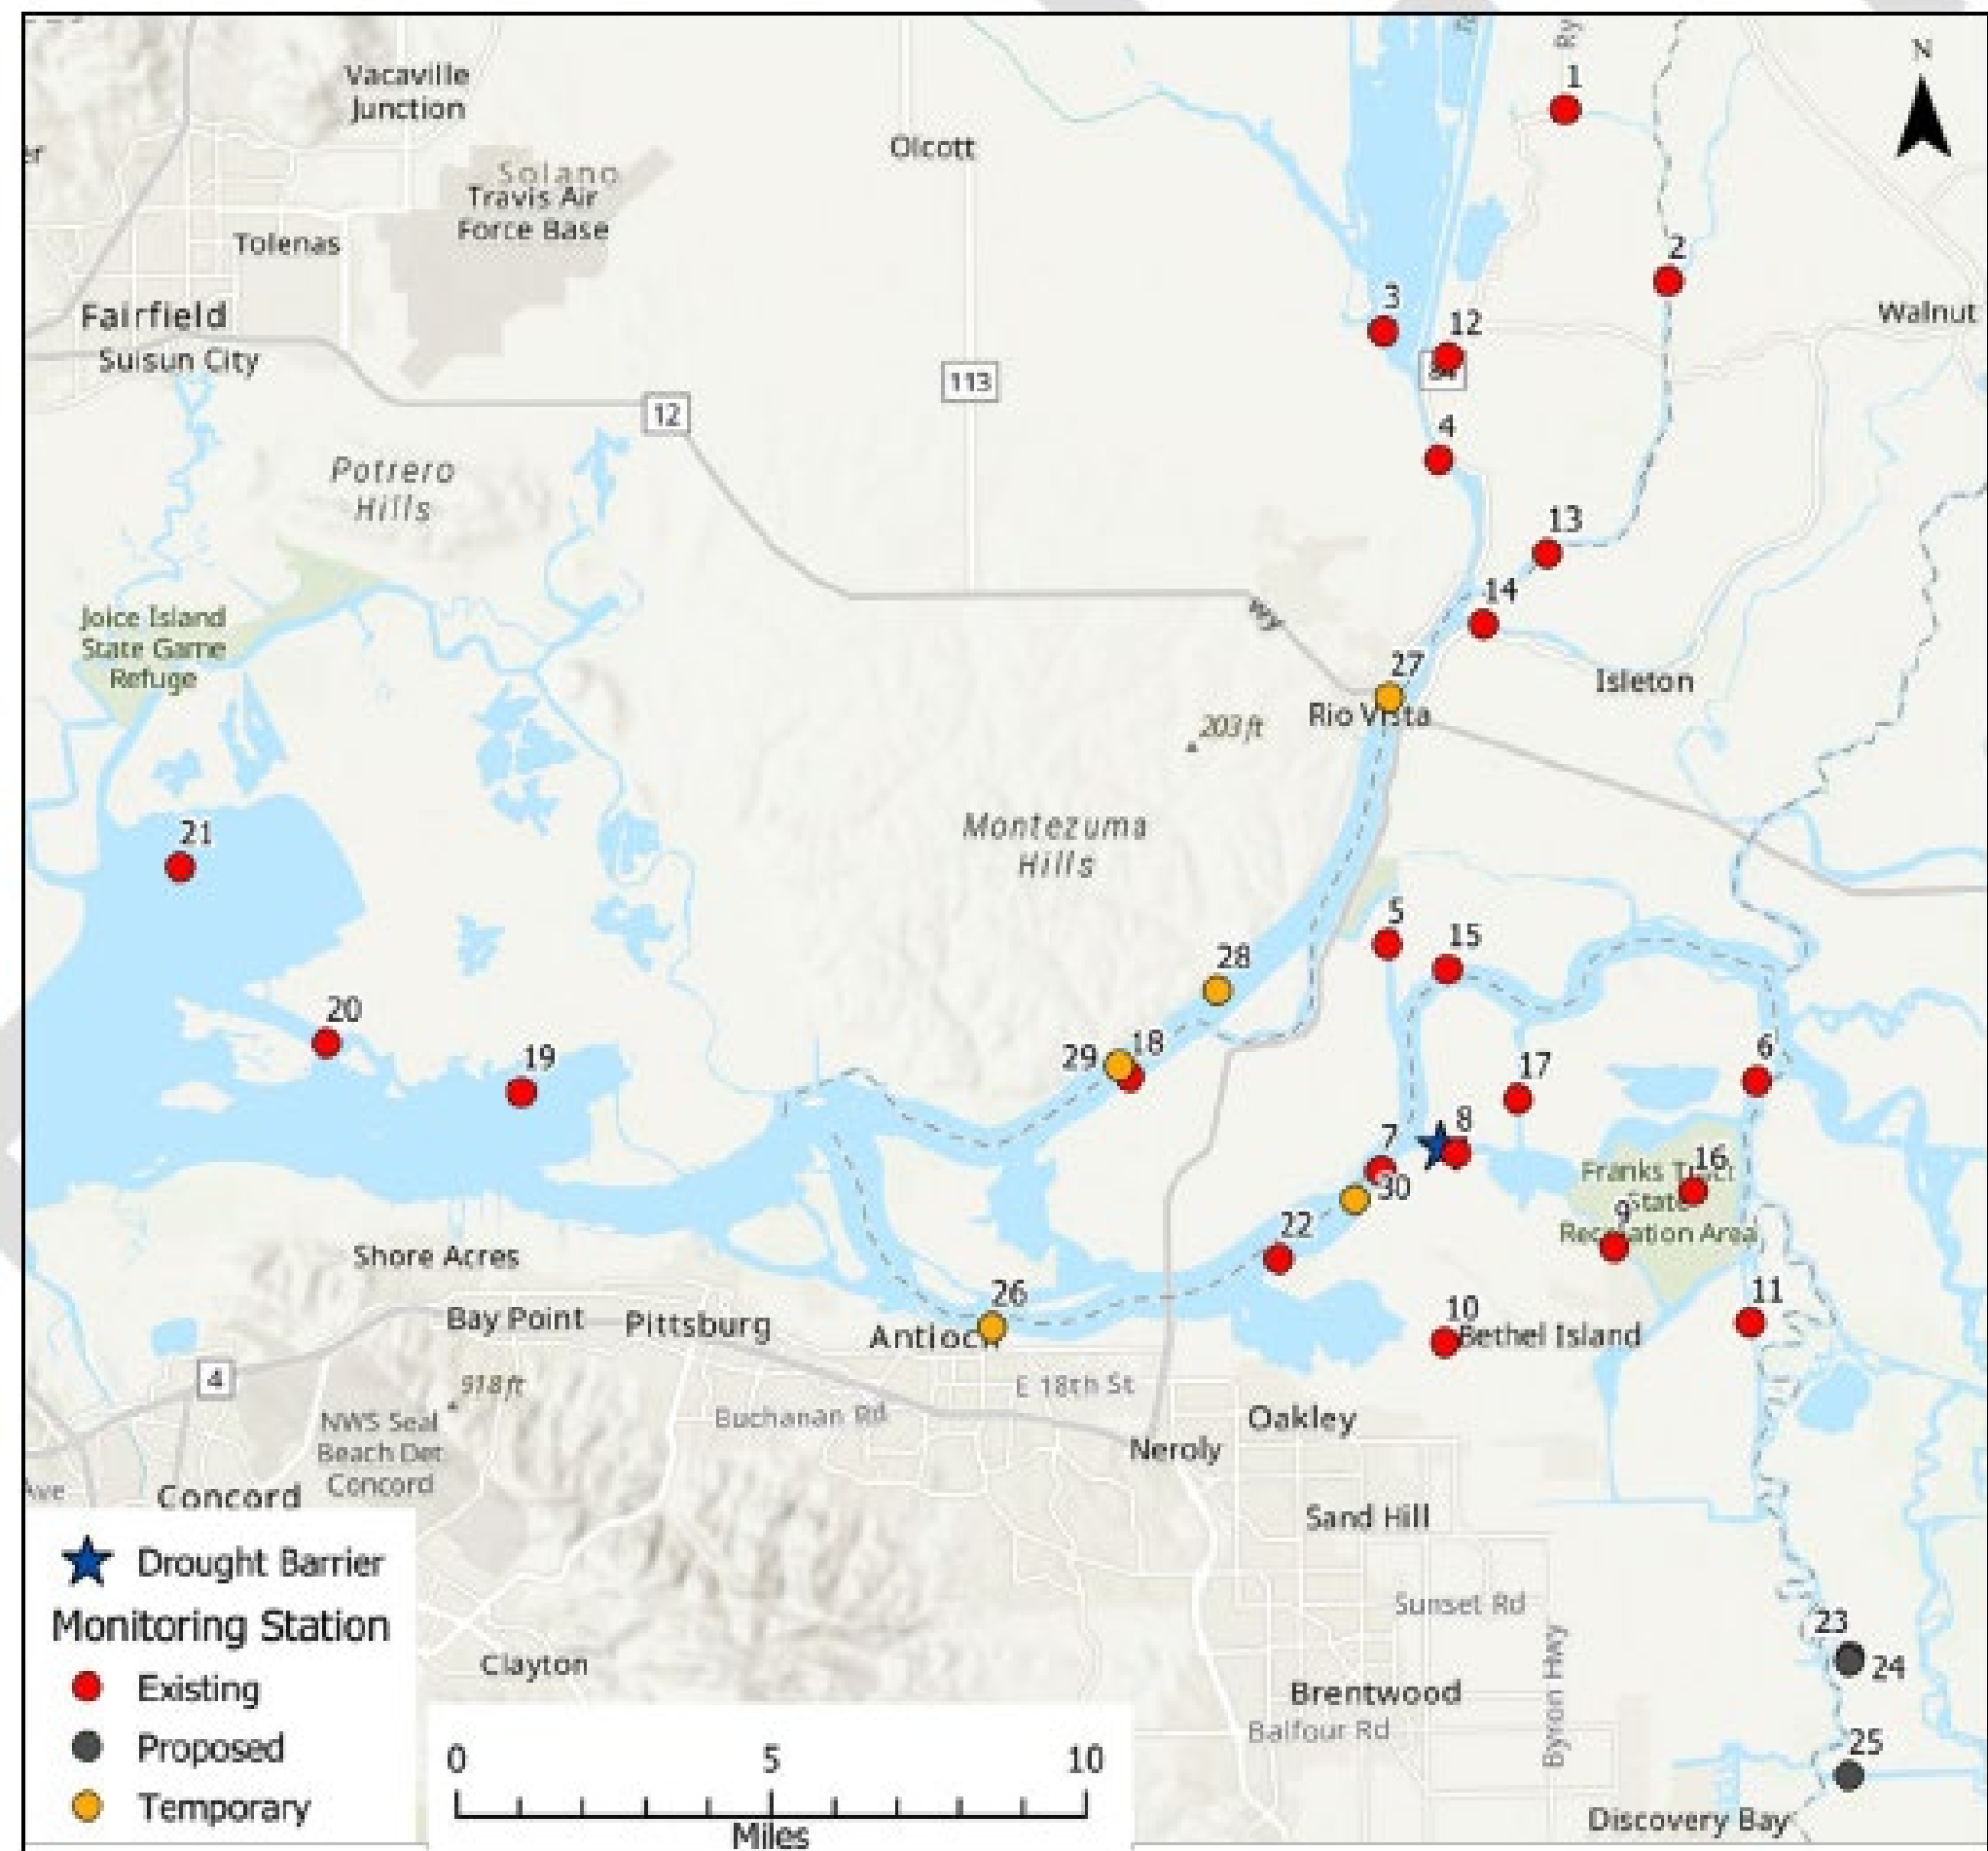 N
Ry
1
Vacaville
Junction
Olcott
Solano
Travis Air
Force Base
Tolenas
2
Fairfield
Suisun City
3
12
Walnut
113
12
4
Potrero
Hills
13
14
Joice Island
State Game
Refuge
Wy
27
Isleton
Rio Vista
203 ft
Montezuma
Hills
21
5
15
28
20
19
29
18
6
17
8
7
30
16
Franks Tract
State
Recreation Area
9
22
Shore Acres
26
10
11
Bay Point
Pittsburg
Antioch
Bethel Island
4
918 ft
E 18th St
Buchanan Rd
Oakley
NWS Seal
Beach Det
Concord
Neroly
Ave
Concord
Sand Hill
Drought Barrier
Monitoring Station
Existing
Proposed
Temporary
Sunset Rd
Byron Hwy
23
24
Clayton
Brentwood
Balfour Rd
25
Discovery Bay
0
5
10
Miles